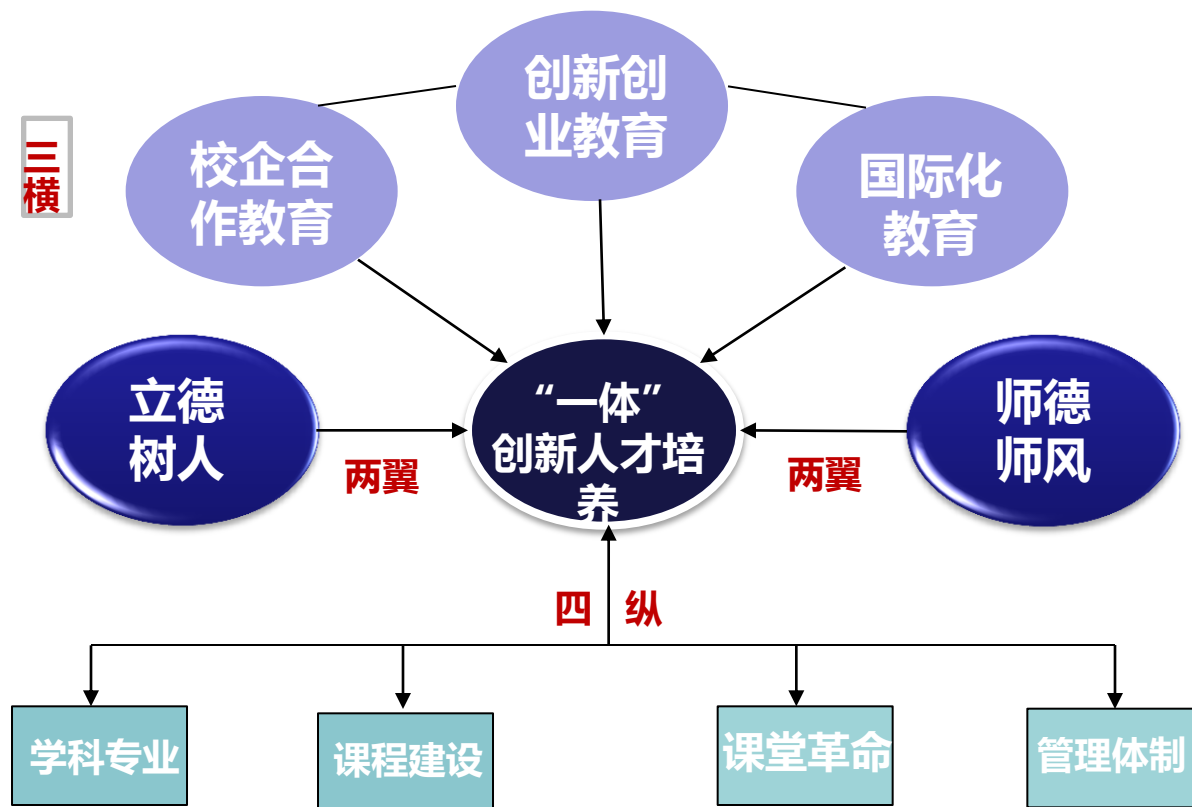 创新创
业教育
三
横
校企合
作教育
国际化
教育
立德
树人
“一体”
创新人才培
养
师德
师风
两翼
两翼
四 纵
学科专业
课程建设
课堂革命
管理体制